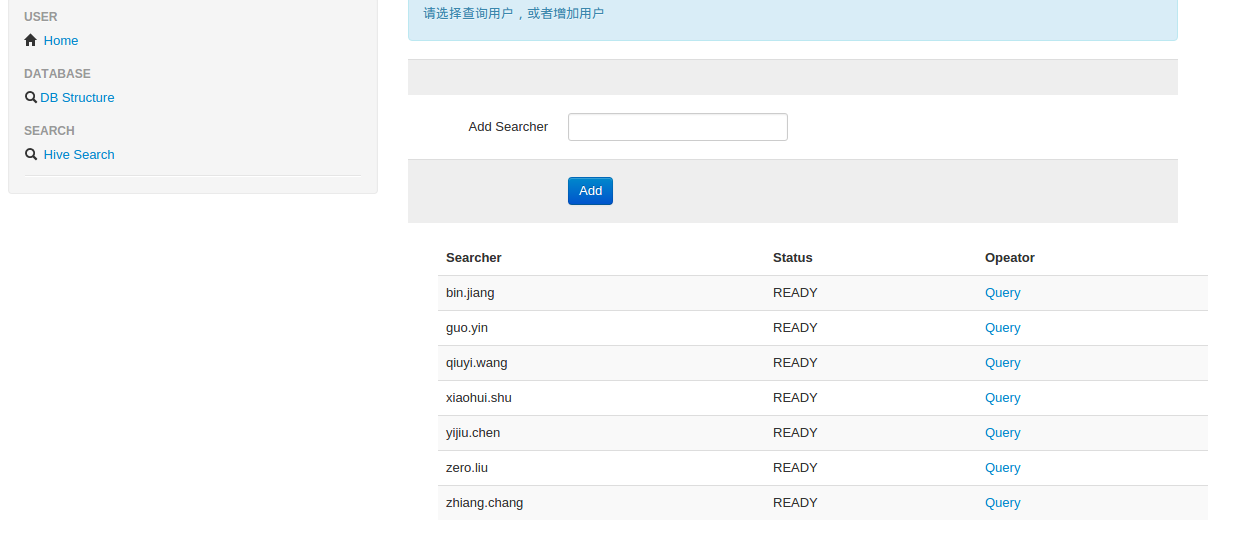 USER
Home
DATABASE
DB Structure
SEARCH
Hive Search
请选择查询用户，或者增加用户
Add Searcher
Add
Searcher Status Opeator
bin.jiang READY Query
guo.yin READY Query
qiuyi.wang READY Query
xiaohui.shu READY Query
yijiu.chen READY Query
zero.liu READY Query
zhiang.chang READY Query